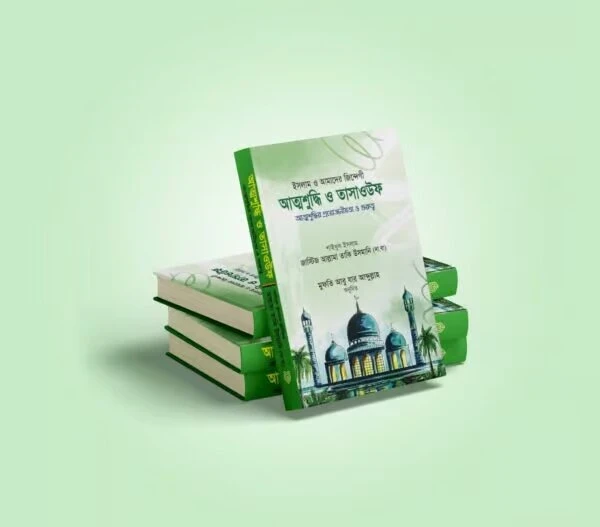 ইসলাম ও আমাদের জিন্দেগী
আত্মশুদ্ধি ও তাসাওউফ
আত্মশুদ্ধির প্রয়োজনীয়তা ও গুরুত্ব
শাইখুল ইসলাম
জাস্টিস আল্লামা তাকি উসমানি (দা.বা)
মুফতি আবু যার আব্দুল্লাহ
অনূদিত
আত্মশুদ্ধি ও তাসাওউফ